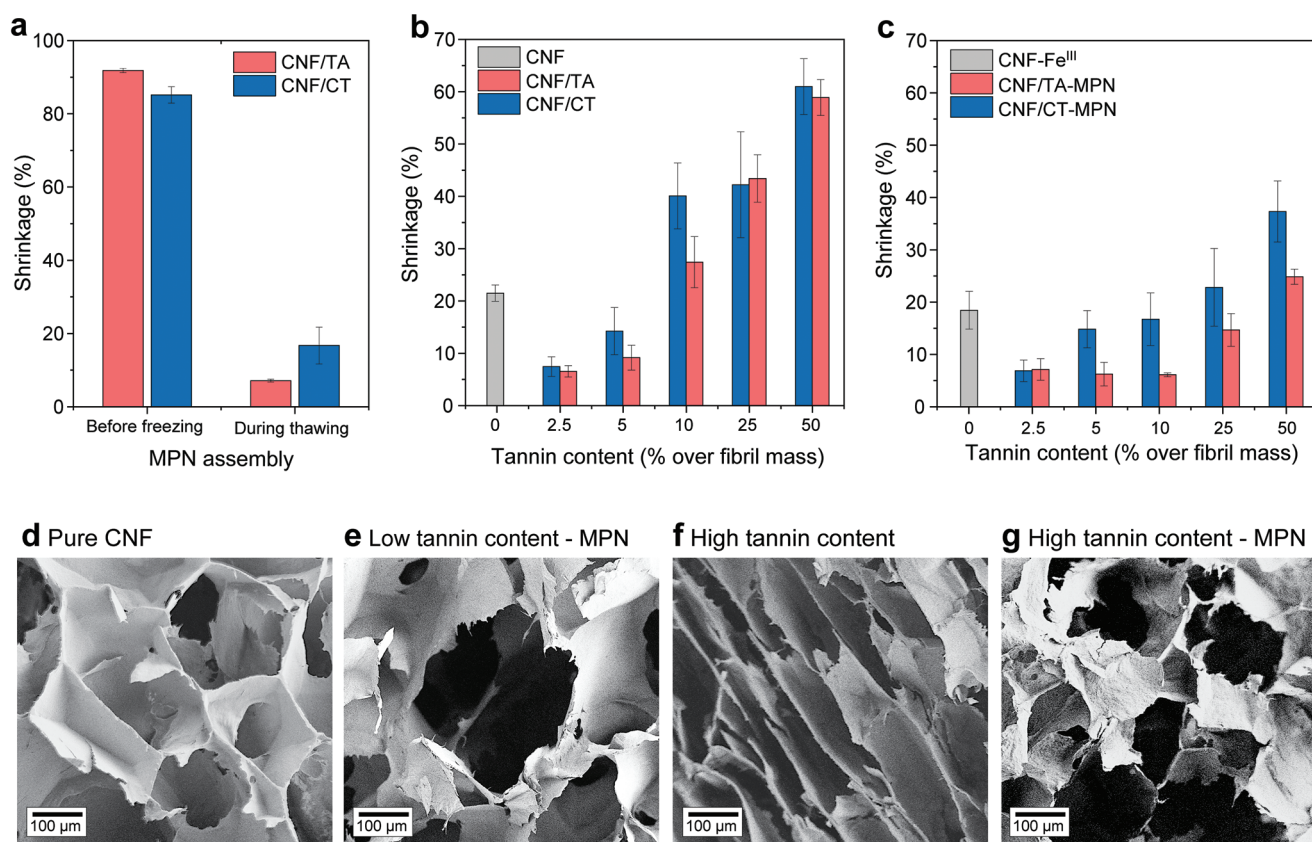 a
100
80
60
40
20
0
Shrinkage (%)
CNF/TA
CNF/CT
Before freezing During thawing
MPN assembly
b
70
60
50
40
30
20
10
0
Shrinkage (%)
CNF
CNF/TA
CNF/CT
0 2.5 5 10 25 50
Tannin content (% over fibril mass)
c
70
60
50
40
30
20
10
0
Shrinkage (%)
CNF-Feᴵᴵᴵ
CNF/TA-MPN
CNF/CT-MPN
0 2.5 5 10 25 50
Tannin content (% over fibril mass)
d Pure CNF
100 µm
e Low tannin content - MPN
100 µm
f High tannin content
100 µm
g High tannin content - MPN
100 µm